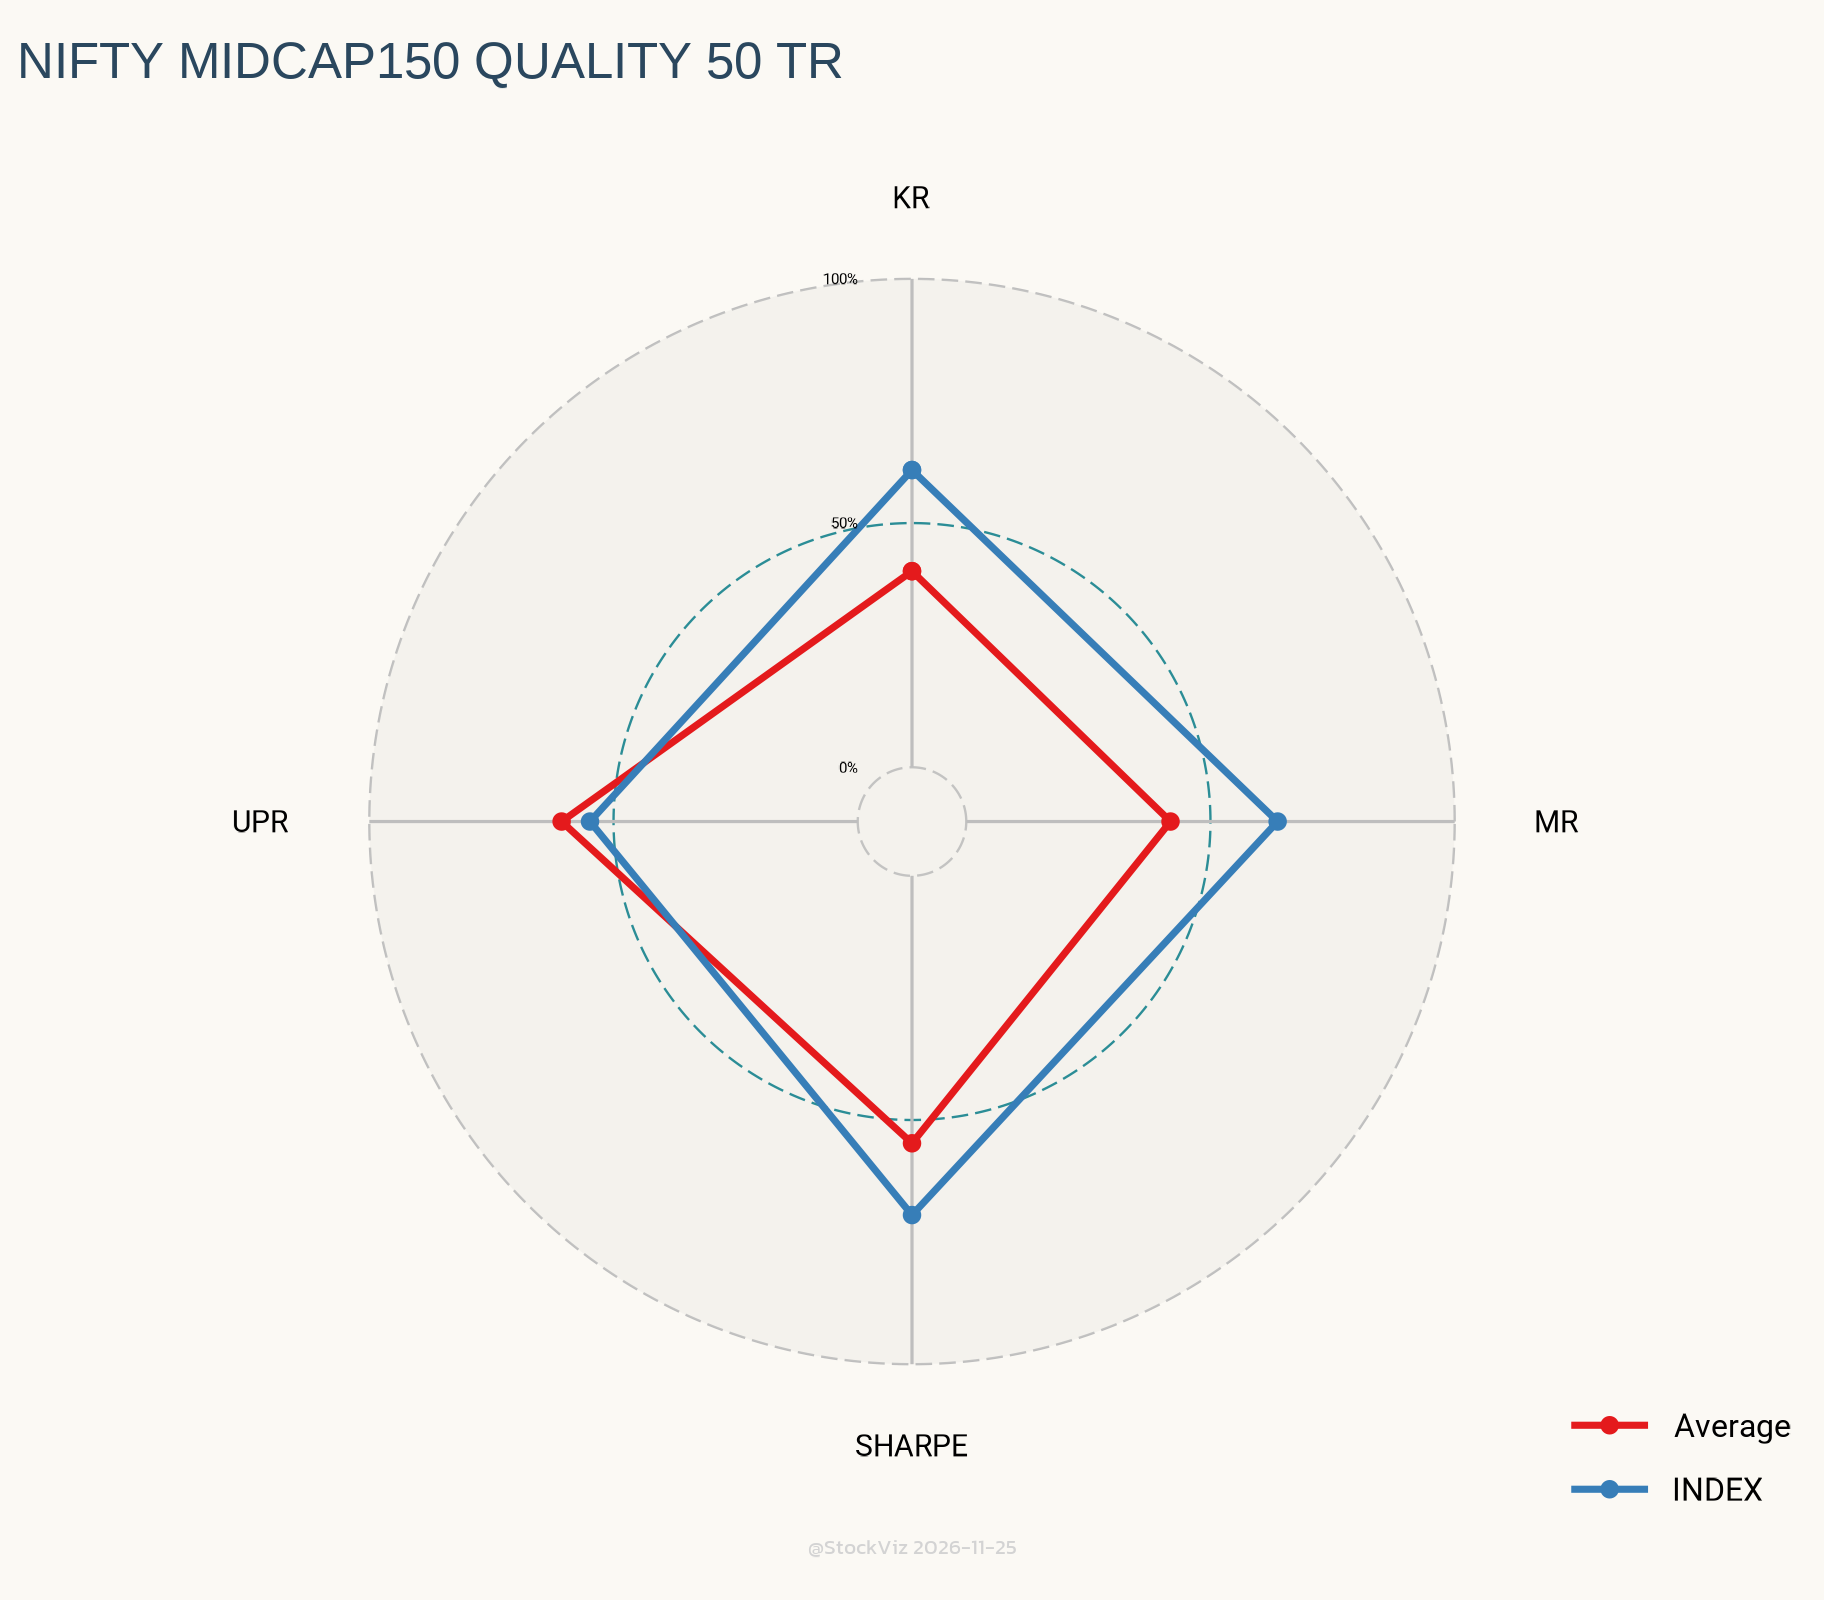 NIFTY MIDCAP150 QUALITY 50 TR
KR
100%
50%
0%
UPR
MR
SHARPE
Average
INDEX
@StockViz 2026-11-25